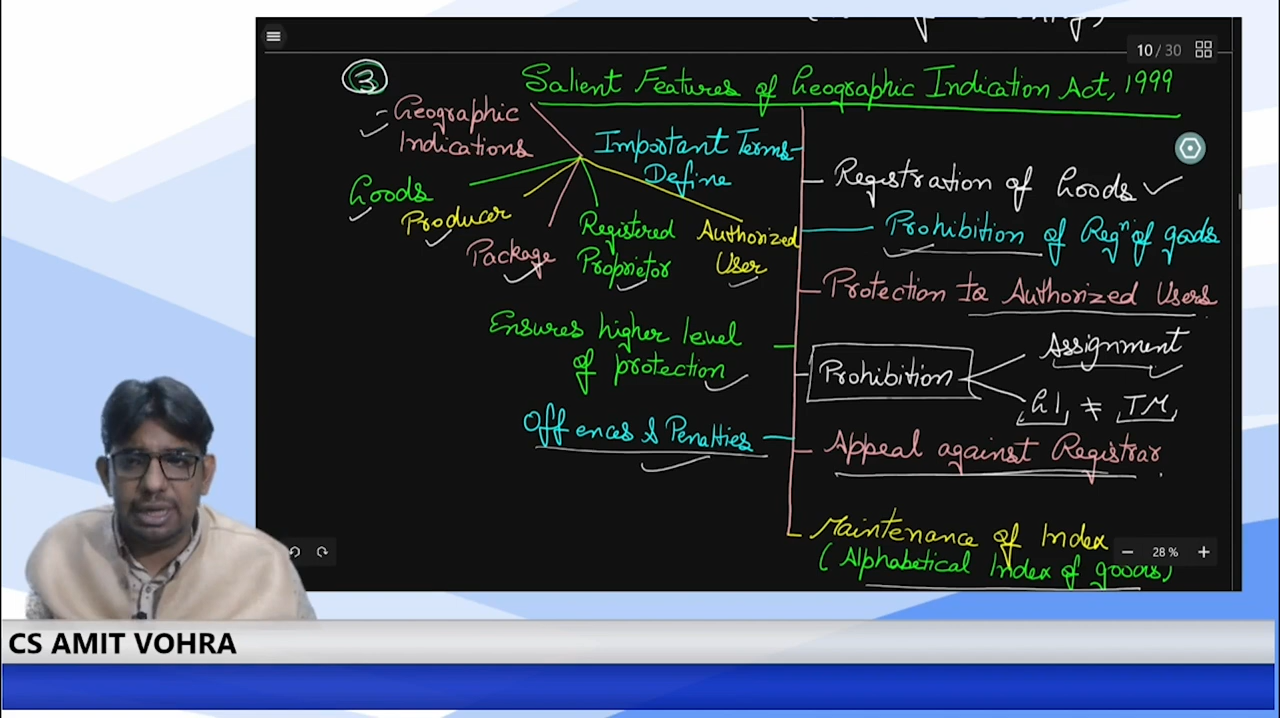 10 / 30
3
Salient Features of Geographic Indication Act, 1999
Geographic
Indications
Important Terms
Define
Goods
Producer
Package
Registered
Proprietor
Authorized
User
Ensures higher level
of protection
Offences & Penalties
Registration of Goods
Prohibition of Regn of goods
Protection to Authorized Users
Prohibition
Assignment
GI ≠ TM
Appeal against Registrar
Maintenance of Index
(Alphabetical Index of goods)
28 %
CS AMIT VOHRA